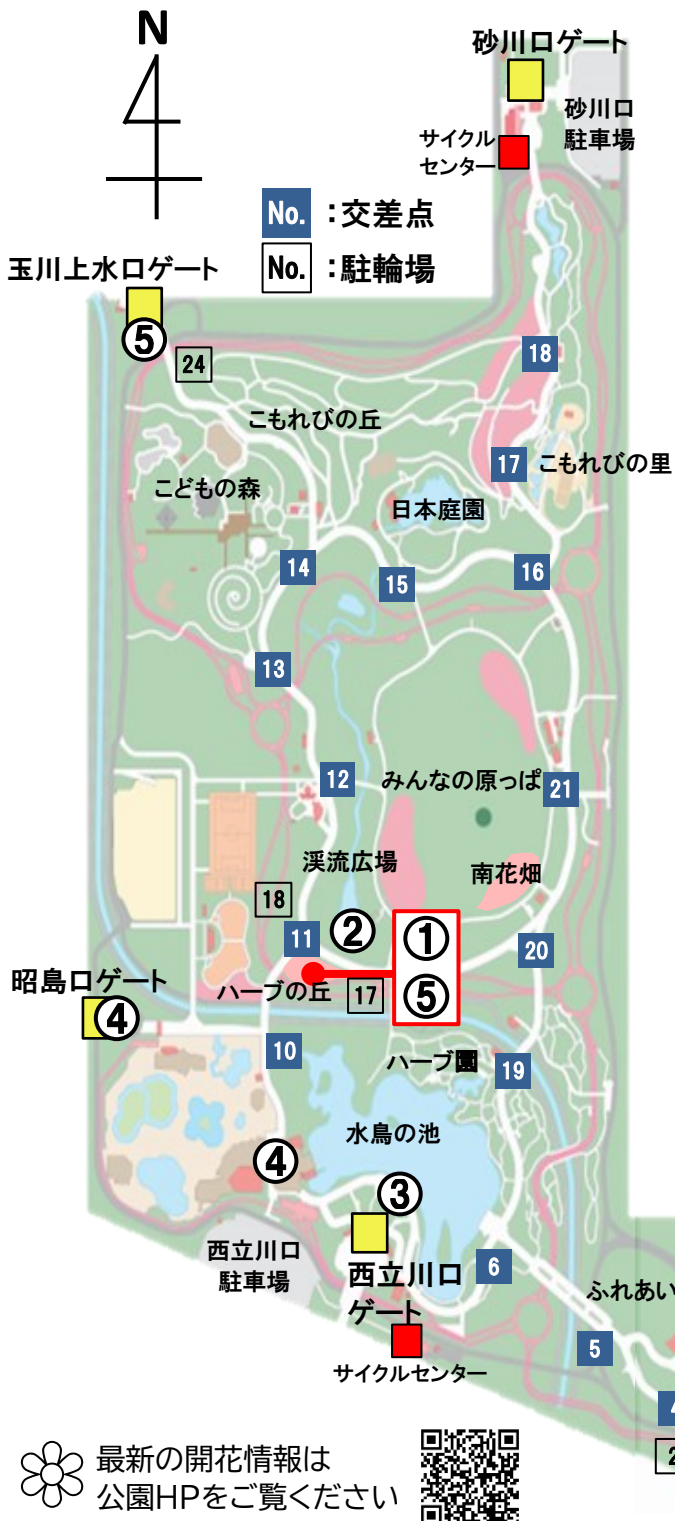 N
砂川口ゲート
砂川口
駐車場
サイクル
センター
No. :交差点
No. :駐輪場
玉川上水口ゲート
⑤
24
18
こもれびの丘
17
こもれびの里
こどもの森
日本庭園
14
15
16
13
12
みんなの原っぱ
21
渓流広場
南花畑
18
11
②
①
⑤
20
昭島口ゲート
④
ハーブの丘
17
10
ハーブ園
19
水鳥の池
④
③
西立川口
駐車場
西立川口
ゲート
6
ふれあい
5
サイクルセンター
4
2
最新の開花情報は
公園HPをご覧ください